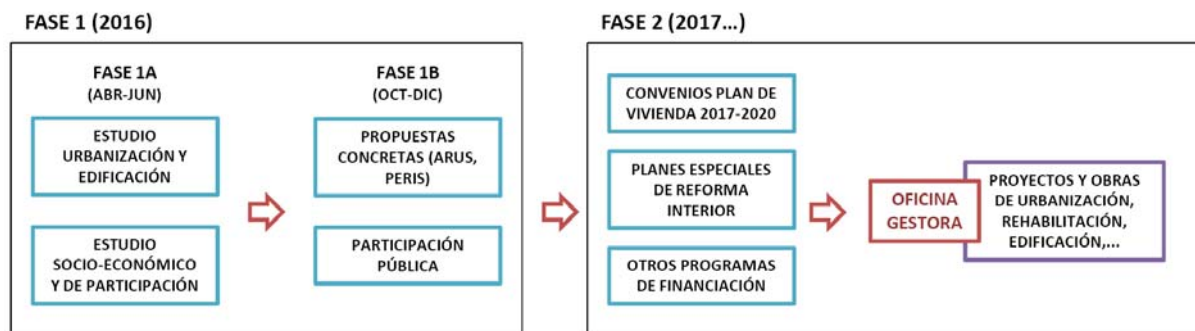 FASE 1 (2016)
FASE 1A
(ABR-JUN)
ESTUDIO
URBANIZACIÓN Y
EDIFICACIÓN
ESTUDIO
SOCIO-ECONÓMICO
Y DE PARTICIPACIÓN
FASE 1B
(OCT-DIC)
PROPUESTAS
CONCRETAS (ARUS,
PERIS)
PARTICIPACIÓN
PÚBLICA
FASE 2 (2017...)
CONVENIOS PLAN DE
VIVIENDA 2017-2020
PLANES ESPECIALES
DE REFORMA
INTERIOR
OTROS PROGRAMAS
DE FINANCIACIÓN
OFICINA
GESTORA
PROYECTOS Y OBRAS
DE URBANIZACIÓN,
REHABILITACIÓN,
EDIFICACIÓN,...